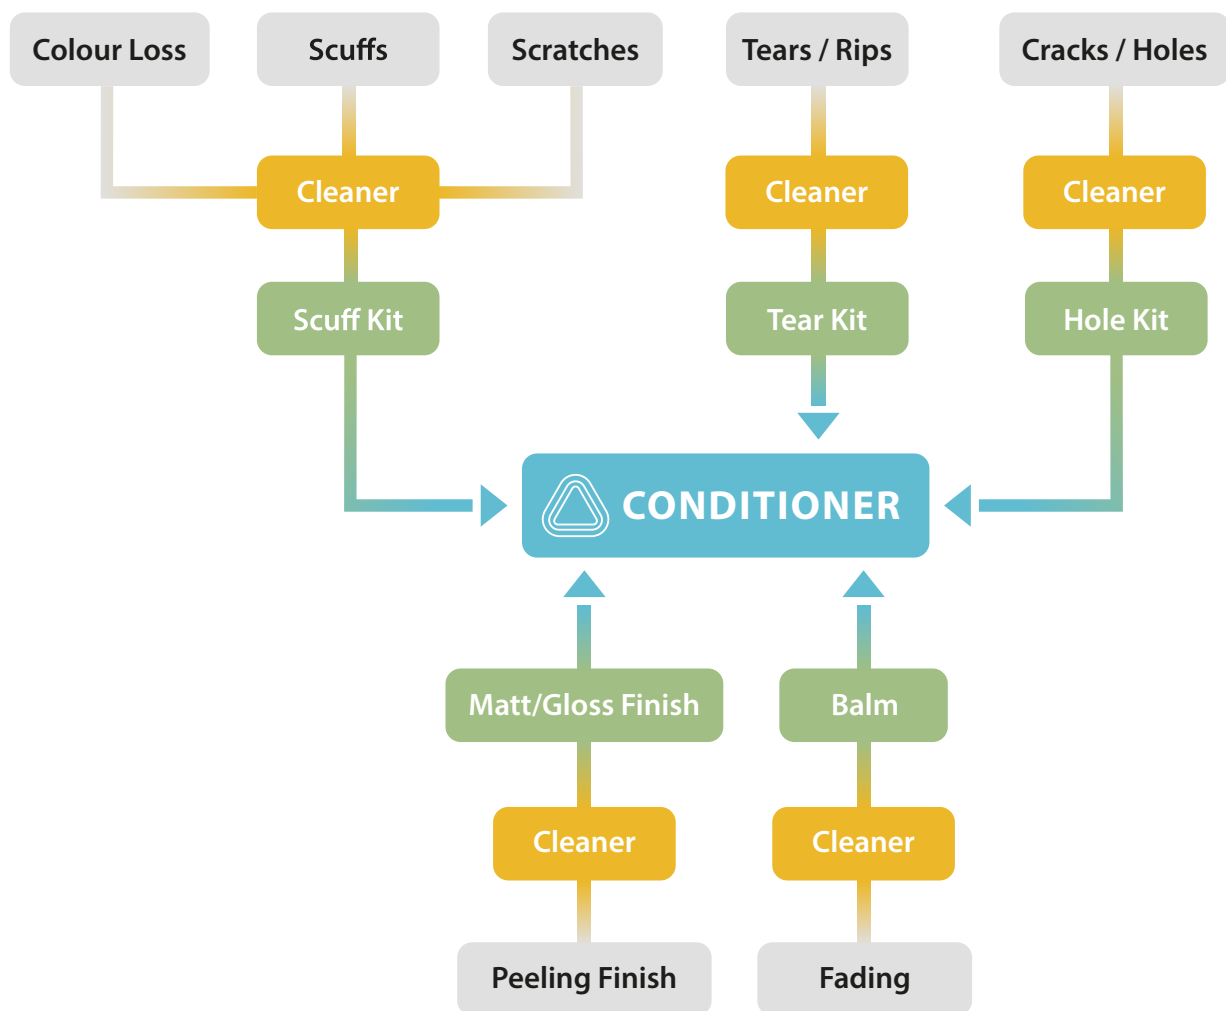 Colour Loss
Scuffs
Scratches
Tears / Rips
Cracks / Holes
Cleaner
Cleaner
Cleaner
Scuff Kit
Tear Kit
Hole Kit
CONDITIONER
Matt/Gloss Finish
Balm
Cleaner
Cleaner
Peeling Finish
Fading